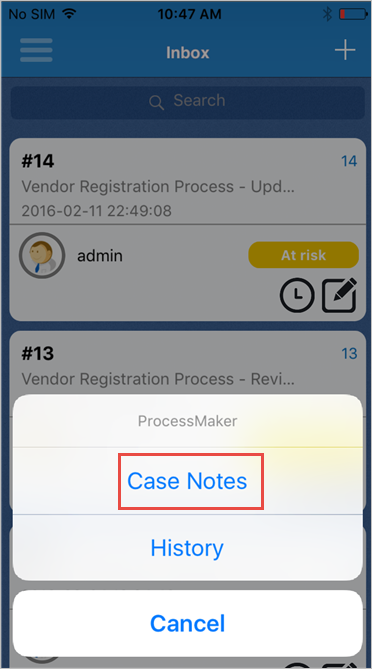 No SIM 10:47 AM
Inbox
Search
#14 14
Vendor Registration Process - Upd...
2016-02-11 22:49:08
admin At risk
#13 13
Vendor Registration Process - Revi...
ProcessMaker
Case Notes
History
Cancel